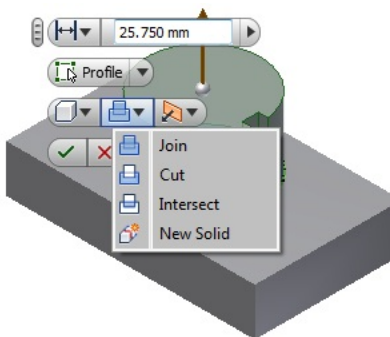 25.750 mm
Profile
Join
Cut
Intersect
New Solid